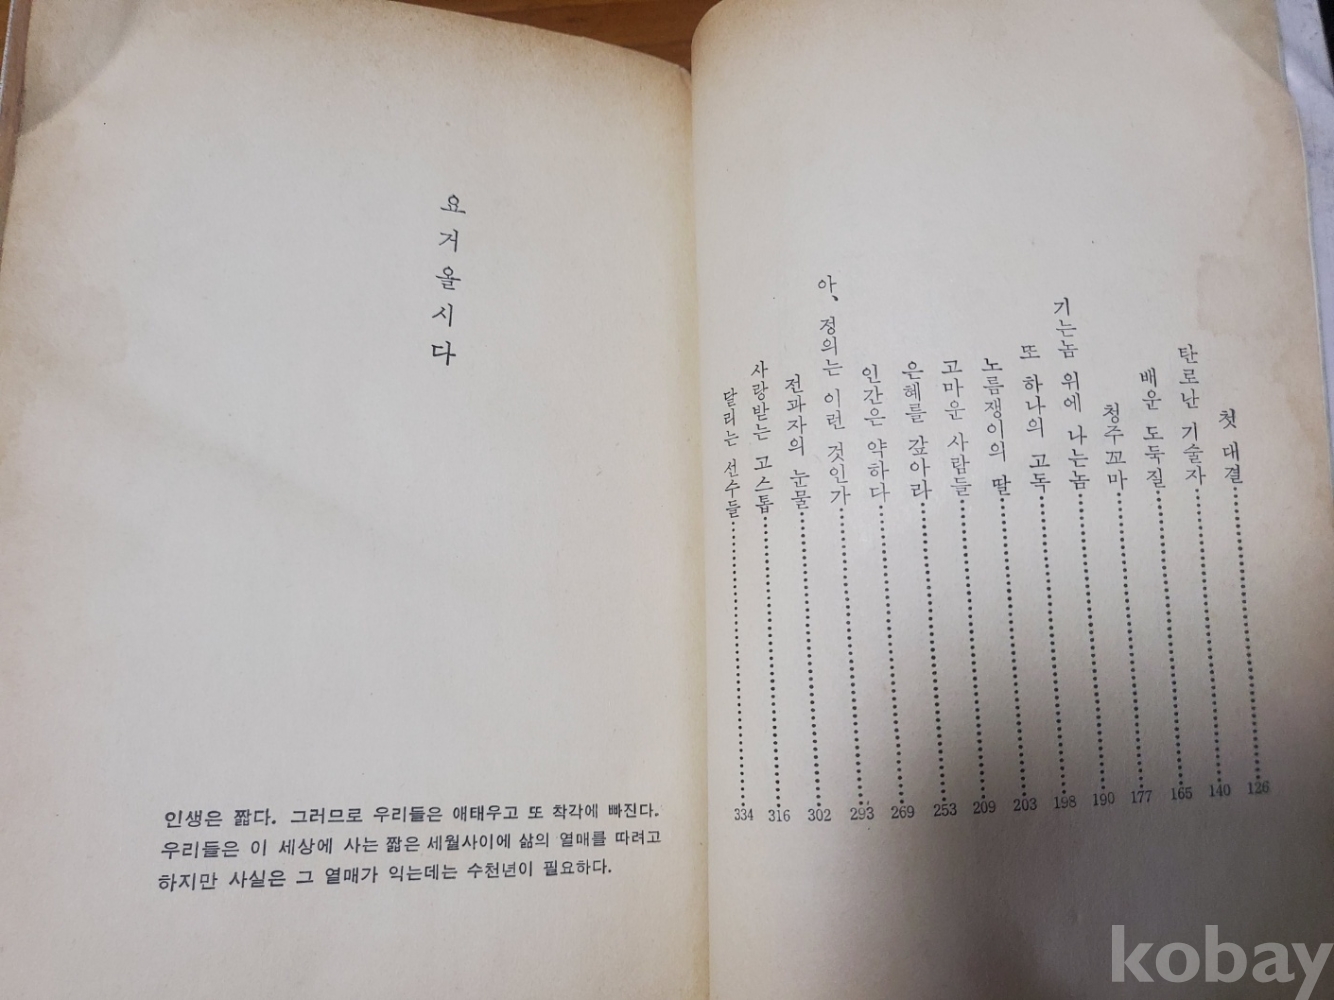 첫 대결 126
탄로난 기술자 140
배운 도둑질 165
청주꼬마 177
기는놈 위에 나는놈 190
또 하나의 고독 198
노름쟁이의 딸 203
고마운 사람들 209
은혜를 갚아라 253
인간은 약하다 269
아, 정의는 이런 것인가 293
전과자의 눈물 302
사랑받는 고스톱 316
달리는 선수들 334
요거올시다
인생은 짧다. 그러므로 우리들은 애태우고 또 착각에 빠진다.
우리들은 이 세상에 사는 짧은 세월사이에 삶의 열매를 따려고
하지만 사실은 그 열매가 익는데는 수천년이 필요하다.
kobay